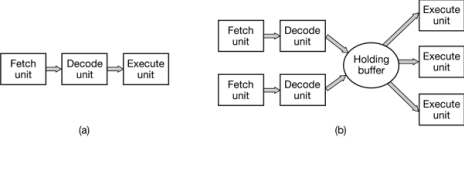 Fetch
unit
Decode
unit
Execute
unit
(a)
Fetch
unit
Decode
unit
Fetch
unit
Decode
unit
Holding
buffer
Execute
unit
Execute
unit
Execute
unit
(b)